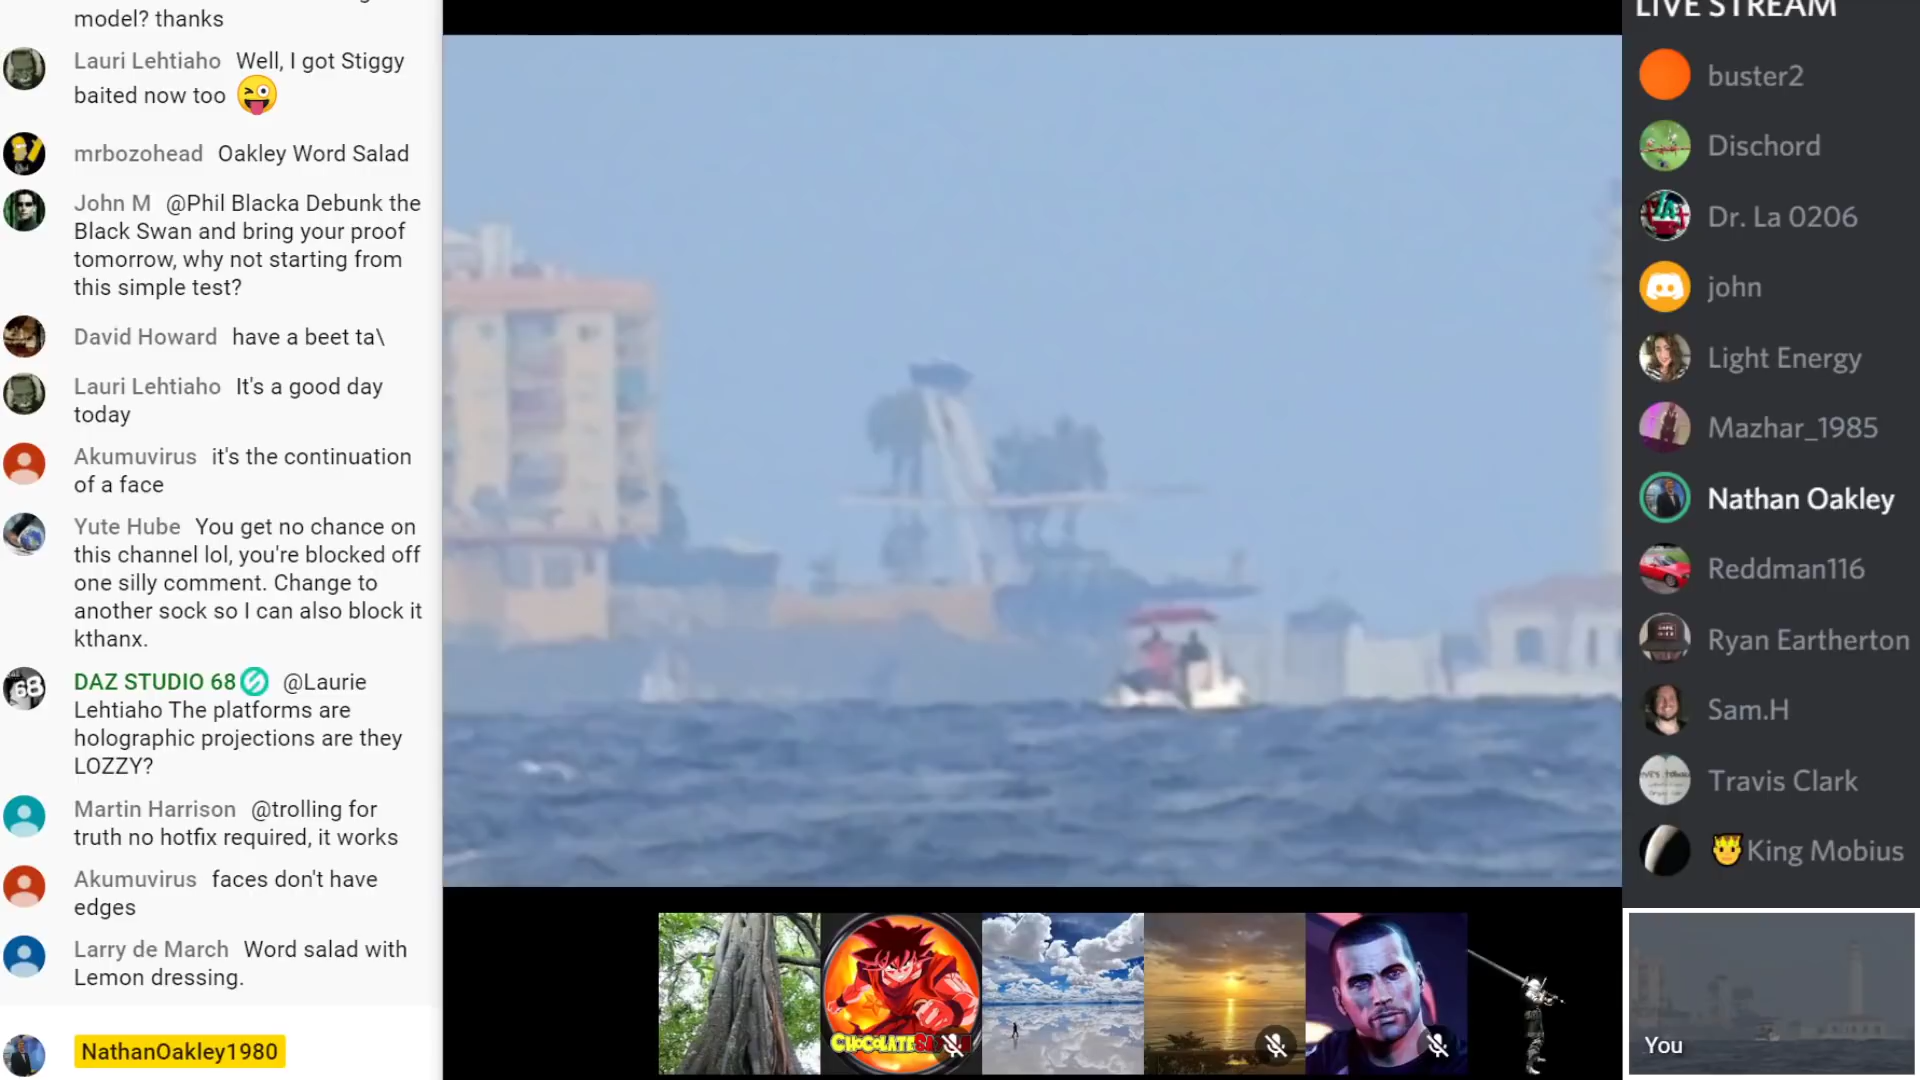 model? thanks
Lauri Lehtiaho Well, I got Stiggy
baited now too
mrbozohead Oakley Word Salad
John M @Phil Blacka Debunk the
Black Swan and bring your proof
tomorrow, why not starting from
this simple test?
David Howard have a beet ta\
Lauri Lehtiaho It's a good day
today
Akumuvirus it's the continuation
of a face
Yute Hube You get no chance on
this channel lol, you're blocked off
one silly comment. Change to
another sock so I can also block it
kthanx.
DAZ STUDIO 68 @Laurie
Lehtiaho The platforms are
holographic projections are they
LOZZY?
Martin Harrison @trolling for
truth no hotfix required, it works
Akumuvirus faces don't have
edges
Larry de March Word salad with
Lemon dressing.
NathanOakley1980
68
LIVE STREAM
buster2
Dischord
Dr. La 0206
john
Light Energy
Mazhar_1985
Nathan Oakley
Reddman116
Ryan Eartherton
Sam.H
Travis Clark
King Mobius
You